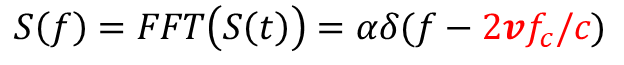 S(f) = FFT(S(t)) = αδ(f − 2vf_c/c)